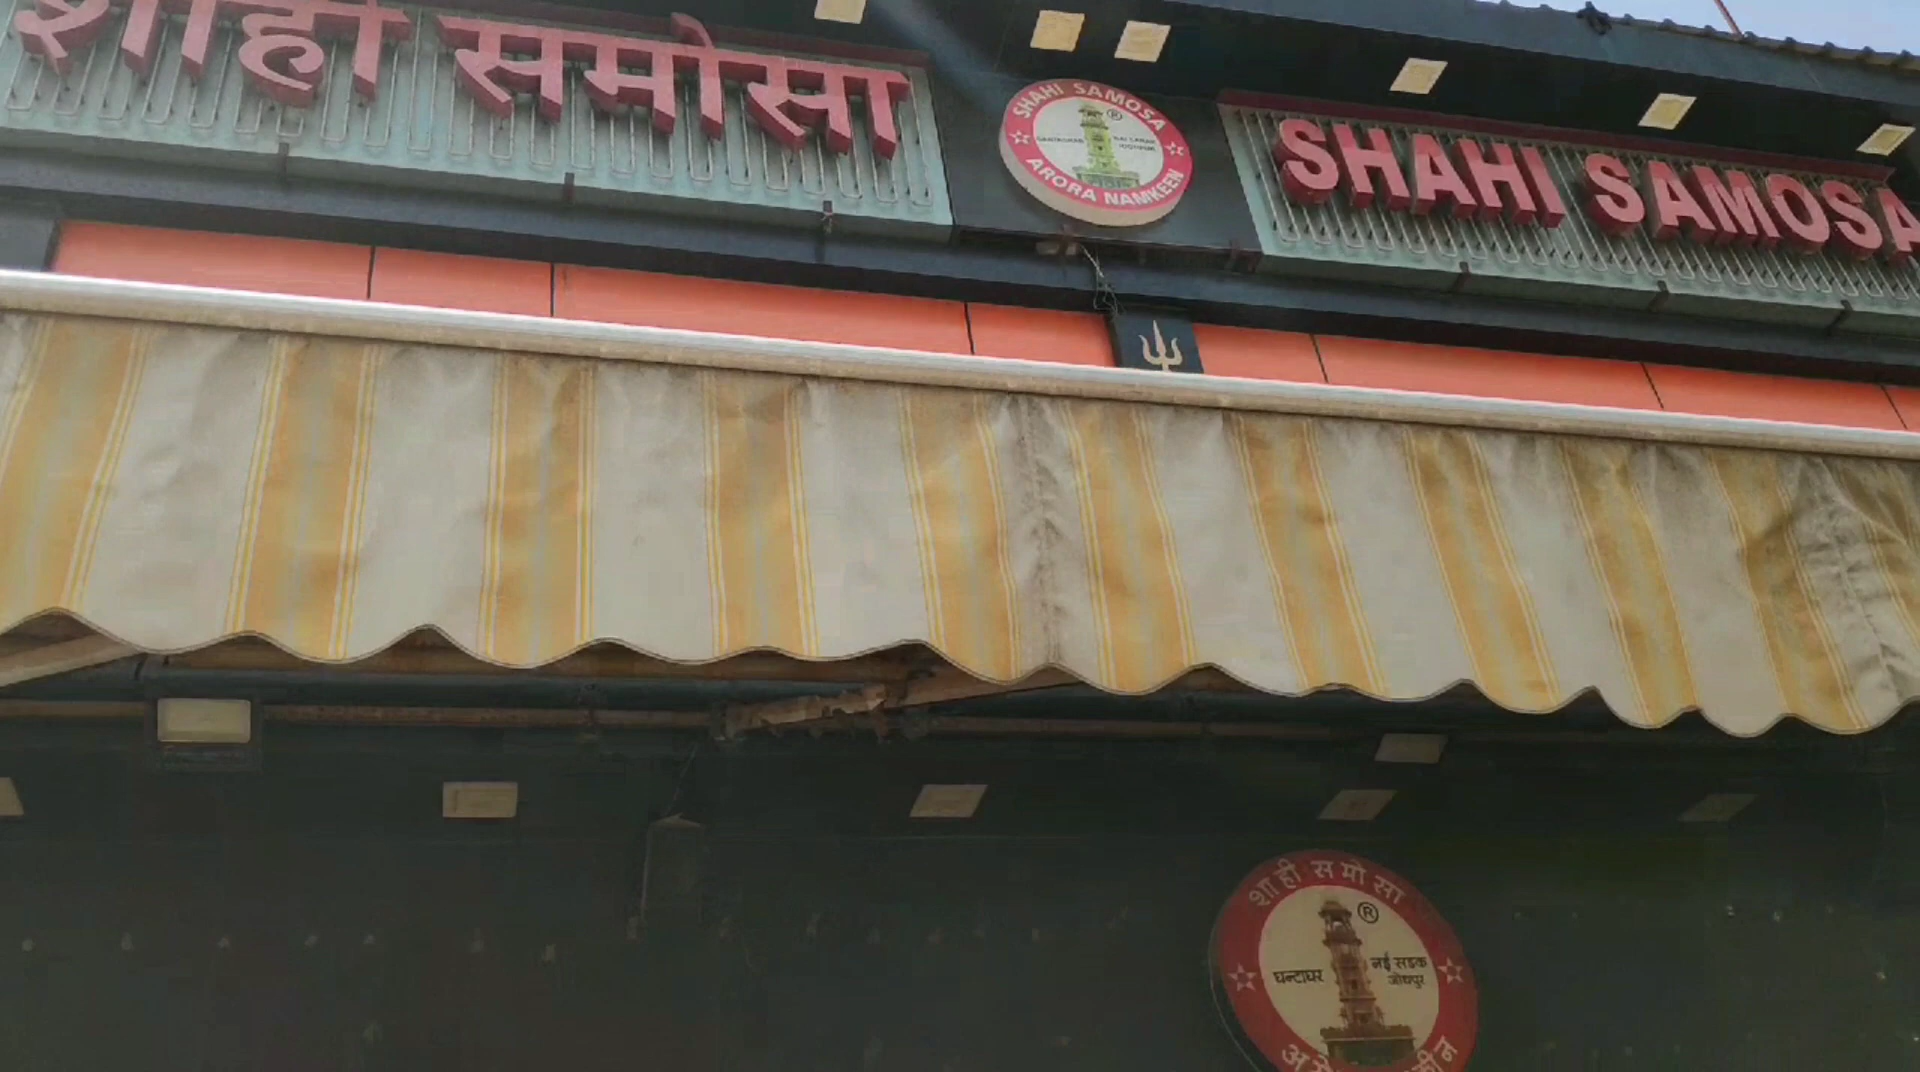 शाही समोसा
SHAHI SAMOSA
®
ARORA NAMKEEN
SHAHI SAMOSA
शाही समोसा
®
घन्टाघर
नई सड़क
जोधपुर